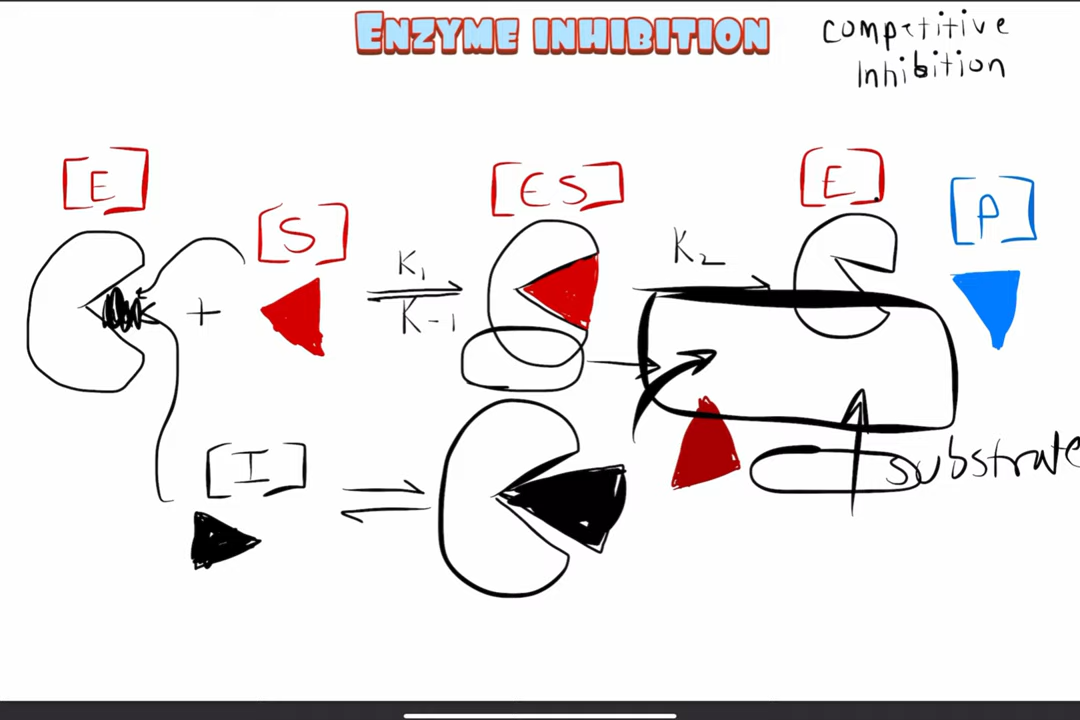 ENZYME INHIBITION
competitive
Inhibition
[E]
[S]
[ES]
[E]
[P]
+
K1
K-1
K2
[I]
substrate